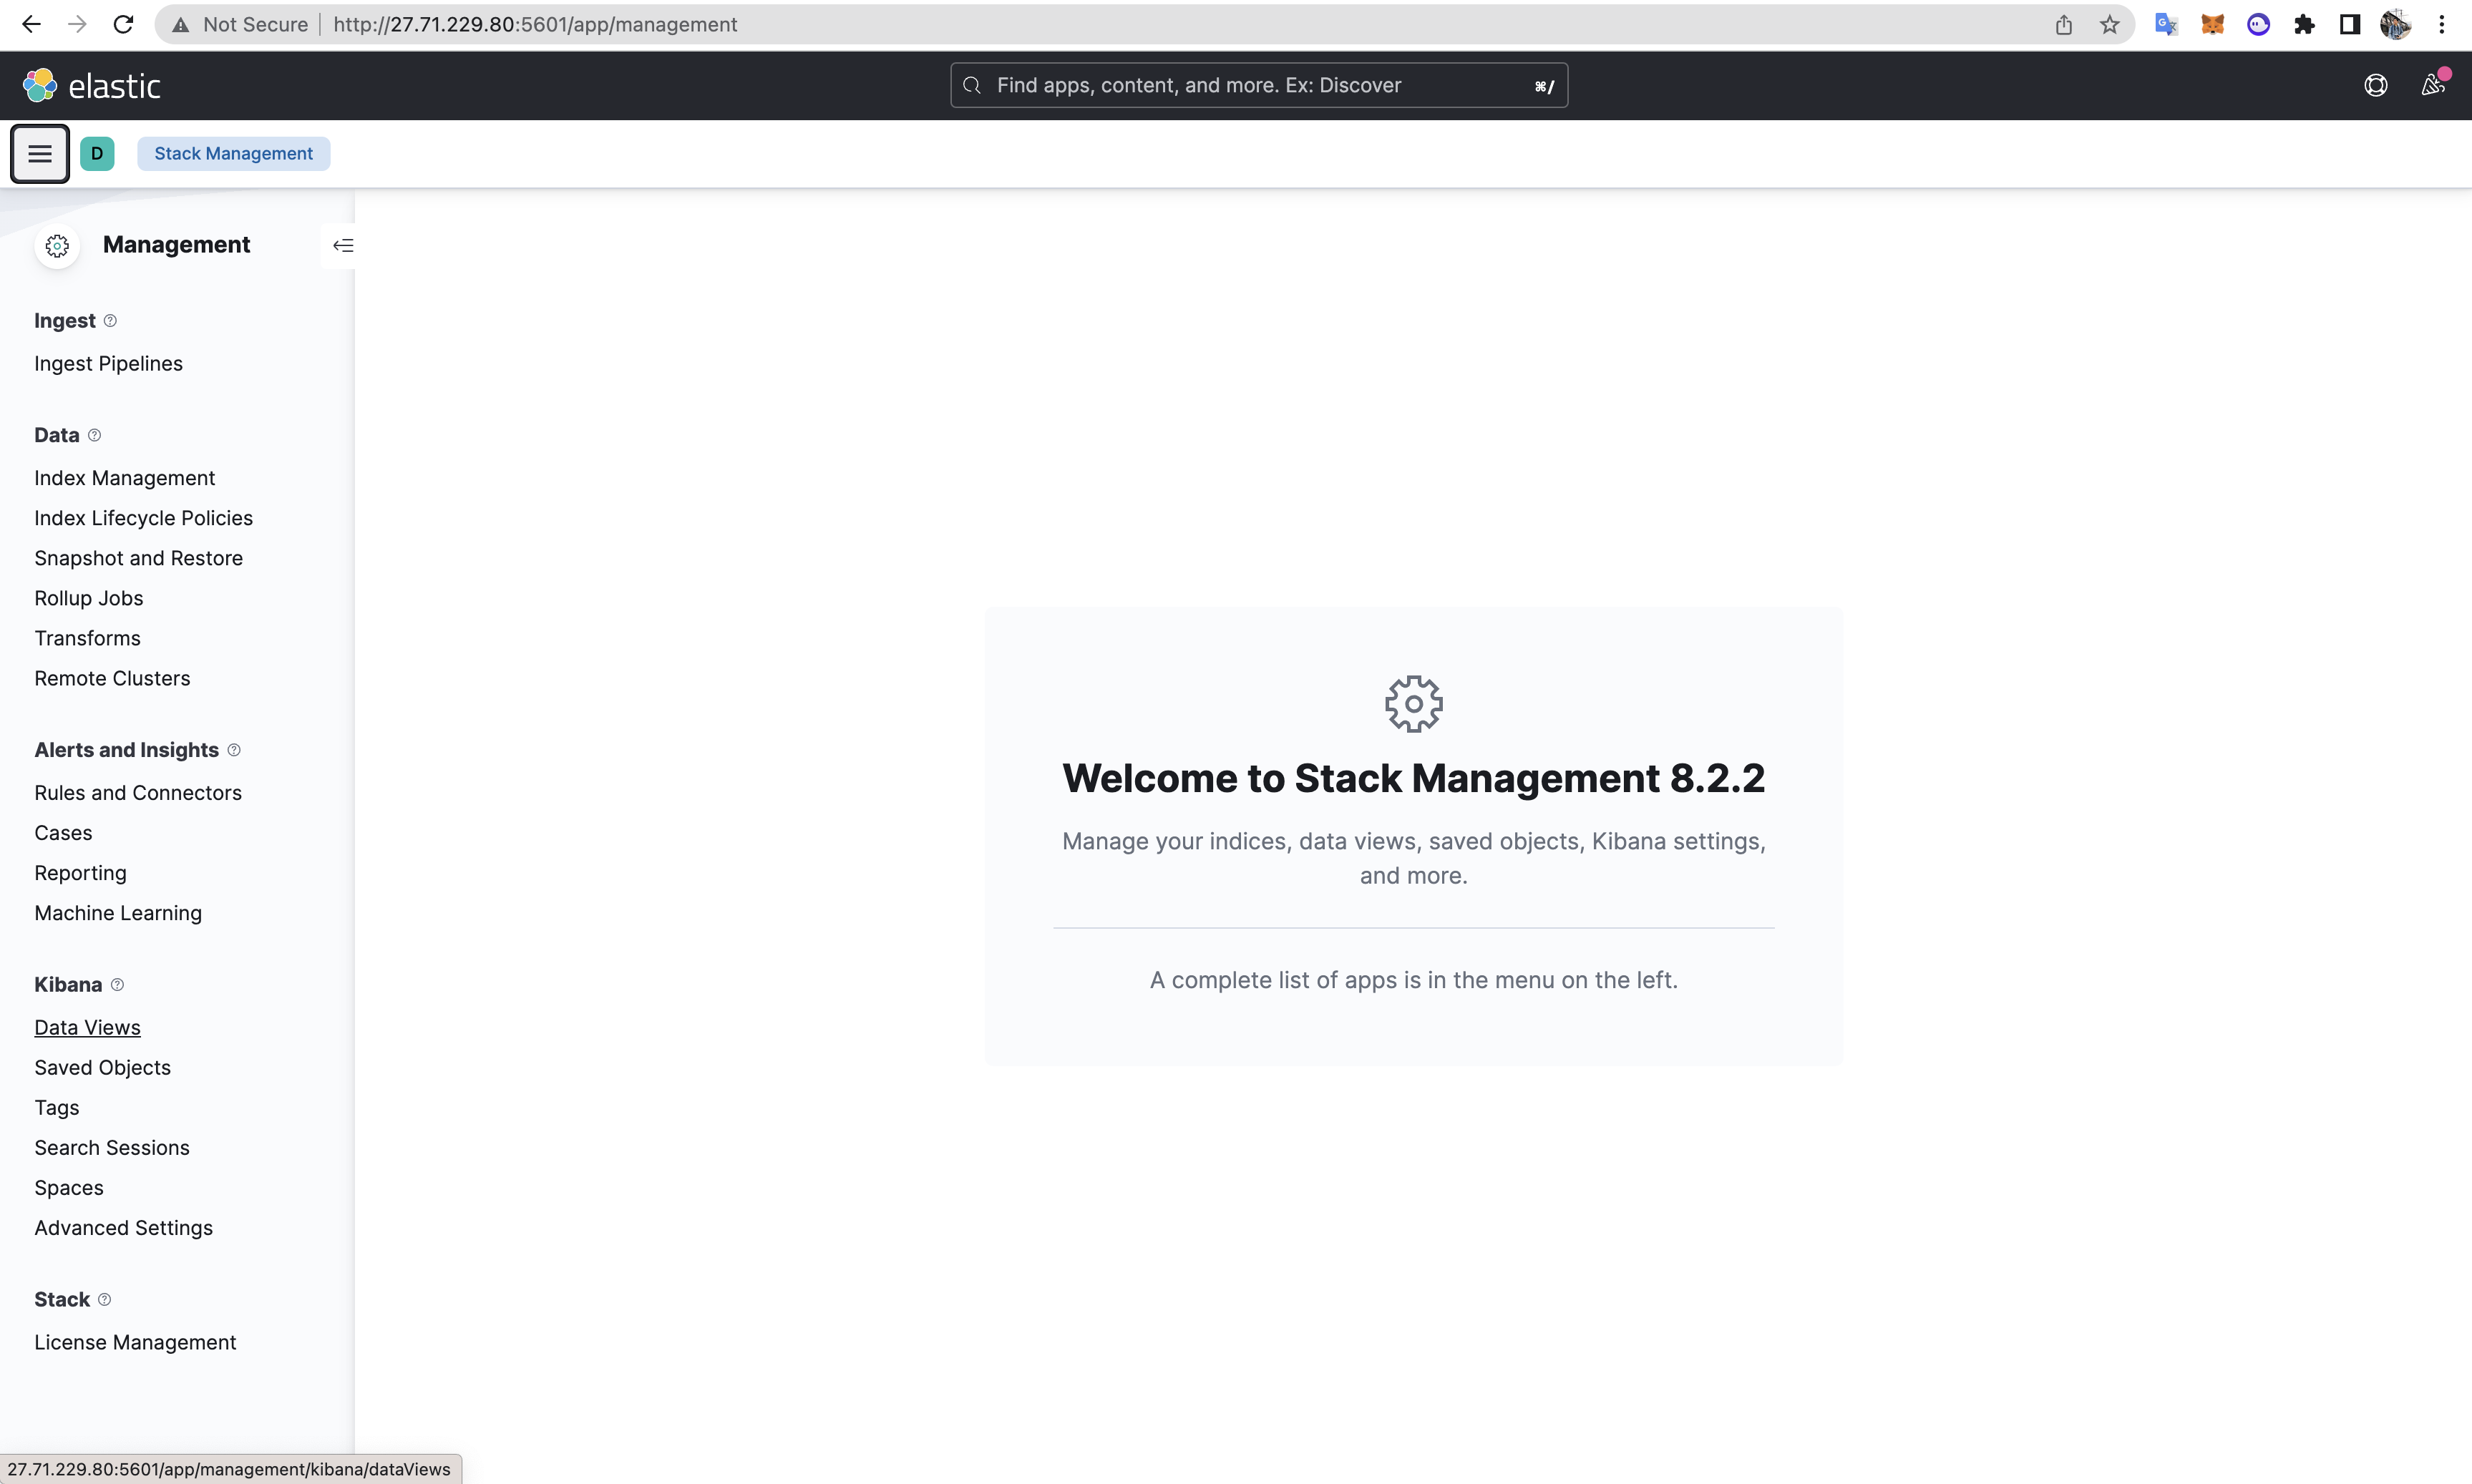 Not Secure
http://27.71.229.80:5601/app/management
elastic
Find apps, content, and more. Ex: Discover
⌘/
D
Stack Management
Management
Ingest
Ingest Pipelines
Data
Index Management
Index Lifecycle Policies
Snapshot and Restore
Rollup Jobs
Transforms
Remote Clusters
Alerts and Insights
Rules and Connectors
Cases
Reporting
Machine Learning
Kibana
Data Views
Saved Objects
Tags
Search Sessions
Spaces
Advanced Settings
Stack
License Management
Welcome to Stack Management 8.2.2
Manage your indices, data views, saved objects, Kibana settings,
and more.
A complete list of apps is in the menu on the left.
27.71.229.80:5601/app/management/kibana/dataViews